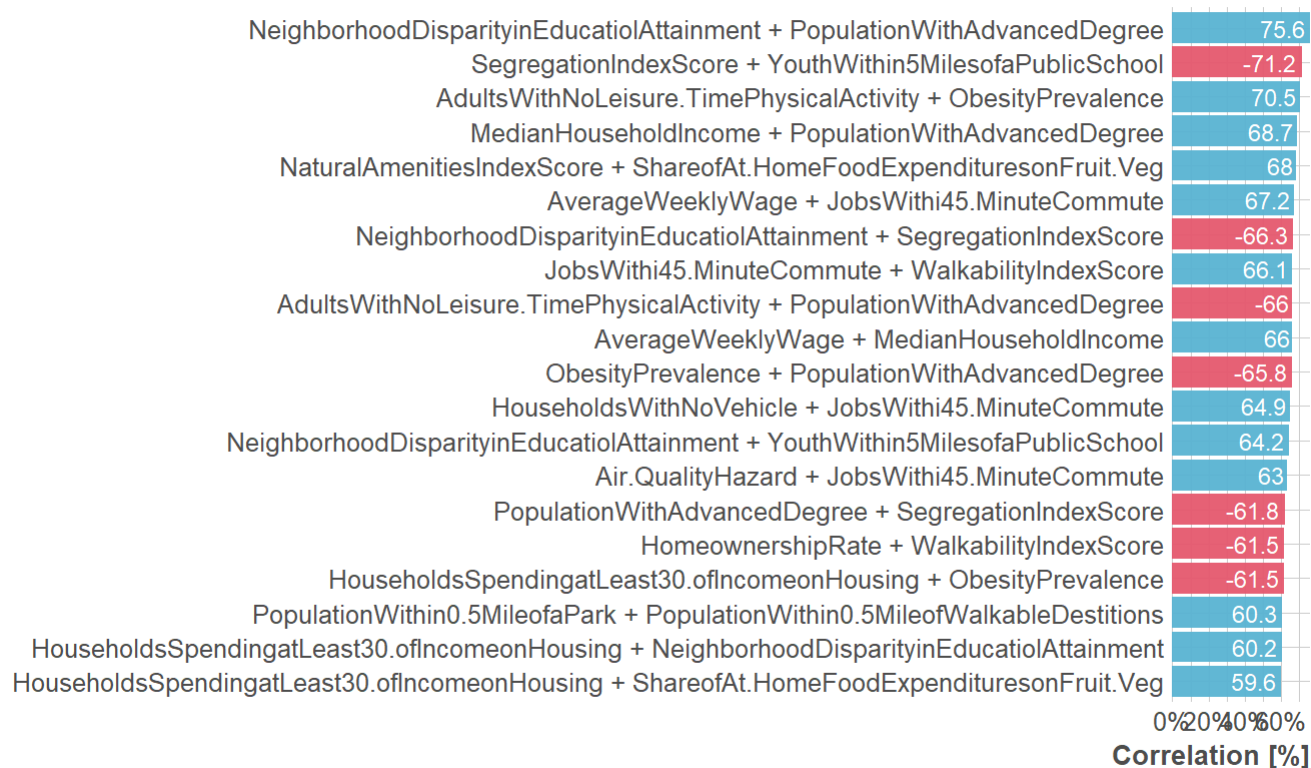 NeighborhoodDisparityinEducatiolAttainment + PopulationWithAdvancedDegree 75.6
SegregationIndexScore + YouthWithin5MilesofaPublicSchool -71.2
AdultsWithNoLeisure.TimePhysicalActivity + ObesityPrevalence 70.5
MedianHouseholdIncome + PopulationWithAdvancedDegree 68.7
NaturalAmenitiesIndexScore + ShareofAt.HomeFoodExpendituresonFruit.Veg 68
AverageWeeklyWage + JobsWithi45.MinuteCommute 67.2
NeighborhoodDisparityinEducatiolAttainment + SegregationIndexScore -66.3
JobsWithi45.MinuteCommute + WalkabilityIndexScore 66.1
AdultsWithNoLeisure.TimePhysicalActivity + PopulationWithAdvancedDegree -66
AverageWeeklyWage + MedianHouseholdIncome 66
ObesityPrevalence + PopulationWithAdvancedDegree -65.8
HouseholdsWithNoVehicle + JobsWithi45.MinuteCommute 64.9
NeighborhoodDisparityinEducatiolAttainment + YouthWithin5MilesofaPublicSchool 64.2
Air.QualityHazard + JobsWithi45.MinuteCommute 63
PopulationWithAdvancedDegree + SegregationIndexScore -61.8
HomeownershipRate + WalkabilityIndexScore -61.5
HouseholdsSpendingatLeast30.ofIncomeonHousing + ObesityPrevalence -61.5
PopulationWithin0.5MileofaPark + PopulationWithin0.5MileofWalkableDestitions 60.3
HouseholdsSpendingatLeast30.ofIncomeonHousing + NeighborhoodDisparityinEducatiolAttainment 60.2
HouseholdsSpendingatLeast30.ofIncomeonHousing + ShareofAt.HomeFoodExpendituresonFruit.Veg 59.6
0% 20% 40% 60%
Correlation [%]